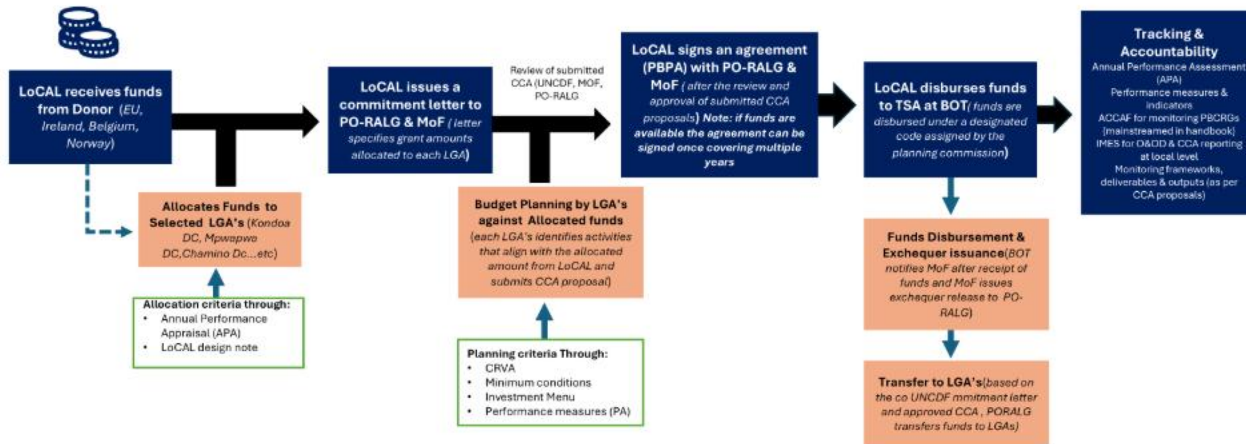 LoCAL receives funds
from Donor (EU,
Ireland, Belgium,
Norway)
Allocates Funds to
Selected LGA's (Kondoa
DC, Mpwapwa
DC,Chamino Dc...etc)
Allocation criteria through:
• Annual Performance
Appraisal (APA)
• LoCAL design note
LoCAL issues a
commitment letter to
PO-RALG & MoF ( letter
specifies grant amounts
allocated to each LGA)
Review of submitted
CCA (UNCDF, MOF,
PO-RALG
Budget Planning by LGA's
against Allocated funds
(each LGA's identifies activities
that align with the allocated
amount from LoCAL and
submits CCA proposal)
Planning criteria Through:
• CRVA
• Minimum conditions
• Investment Menu
• Performance measures (PA)
LoCAL signs an agreement
(PBPA) with PO-RALG &
MoF ( after the review and
approval of submitted CCA
proposals) Note: if funds are
available the agreement can be
signed once covering multiple
years
LoCAL disburses funds
to TSA at BOT( funds are
disbursed under a designated
code assigned by the
planning commission)
Funds Disbursement &
Exchequer issuance(BOT
notifies MoF after receipt of
funds and MoF issues
exchequer release to PO-
RALG)
Transfer to LGA's(based on
the co UNCDF mmitment letter
and approved CCA , PORALG
transfers funds to LGAs)
Tracking &
Accountability
Annual Performance Assessment
(APA)
Performance measures &
indicators
ACCAF for monitoring PBCRGs
(mainstreamed in handbook)
IMES for O&OD & CCA reporting
at local level
Monitoring frameworks,
deliverables & outputs (as per
CCA proposals)